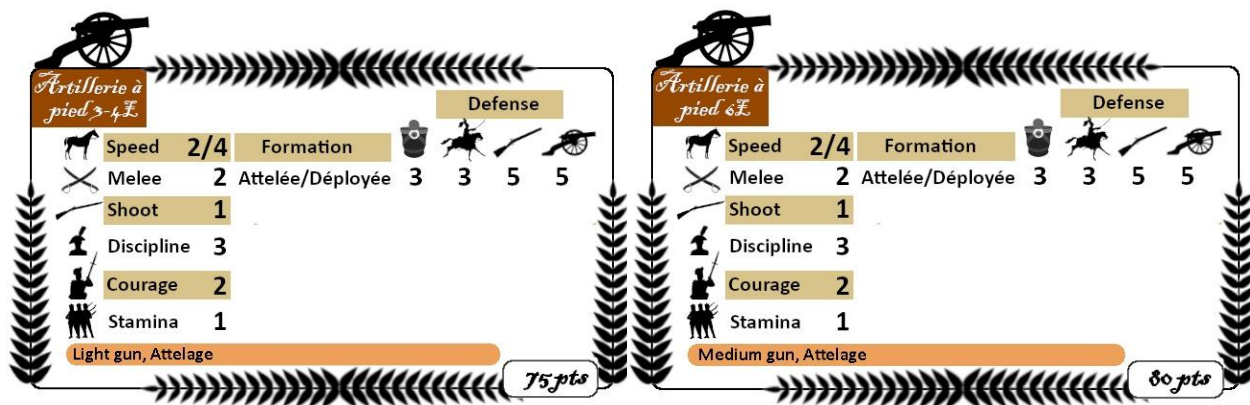 Artillerie à
pied 3-4£
Defense
Speed 2/4 Formation
Melee 2 Attelée/Déployée 3 3 5 5
Shoot 1
Discipline 3
Courage 2
Stamina 1
Light gun, Attelage
75 pts
Artillerie à
pied 6£
Defense
Speed 2/4 Formation
Melee 2 Attelée/Déployée 3 3 5 5
Shoot 1
Discipline 3
Courage 2
Stamina 1
Medium gun, Attelage
80 pts